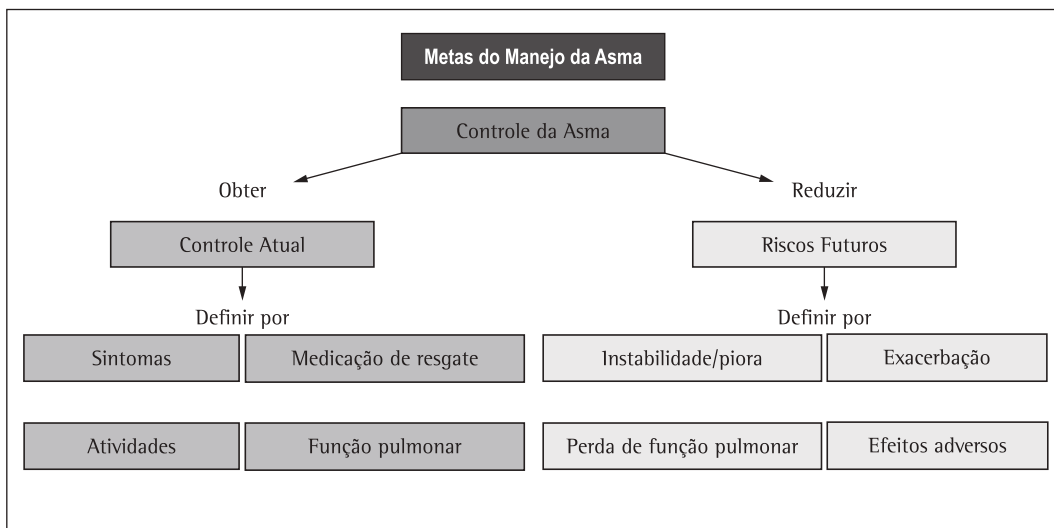 Metas do Manejo da Asma
Controle da Asma
Obter
Reduzir
Controle Atual
Riscos Futuros
Definir por
Definir por
Sintomas
Medicação de resgate
Instabilidade/piora
Exacerbação
Atividades
Função pulmonar
Perda de função pulmonar
Efeitos adversos